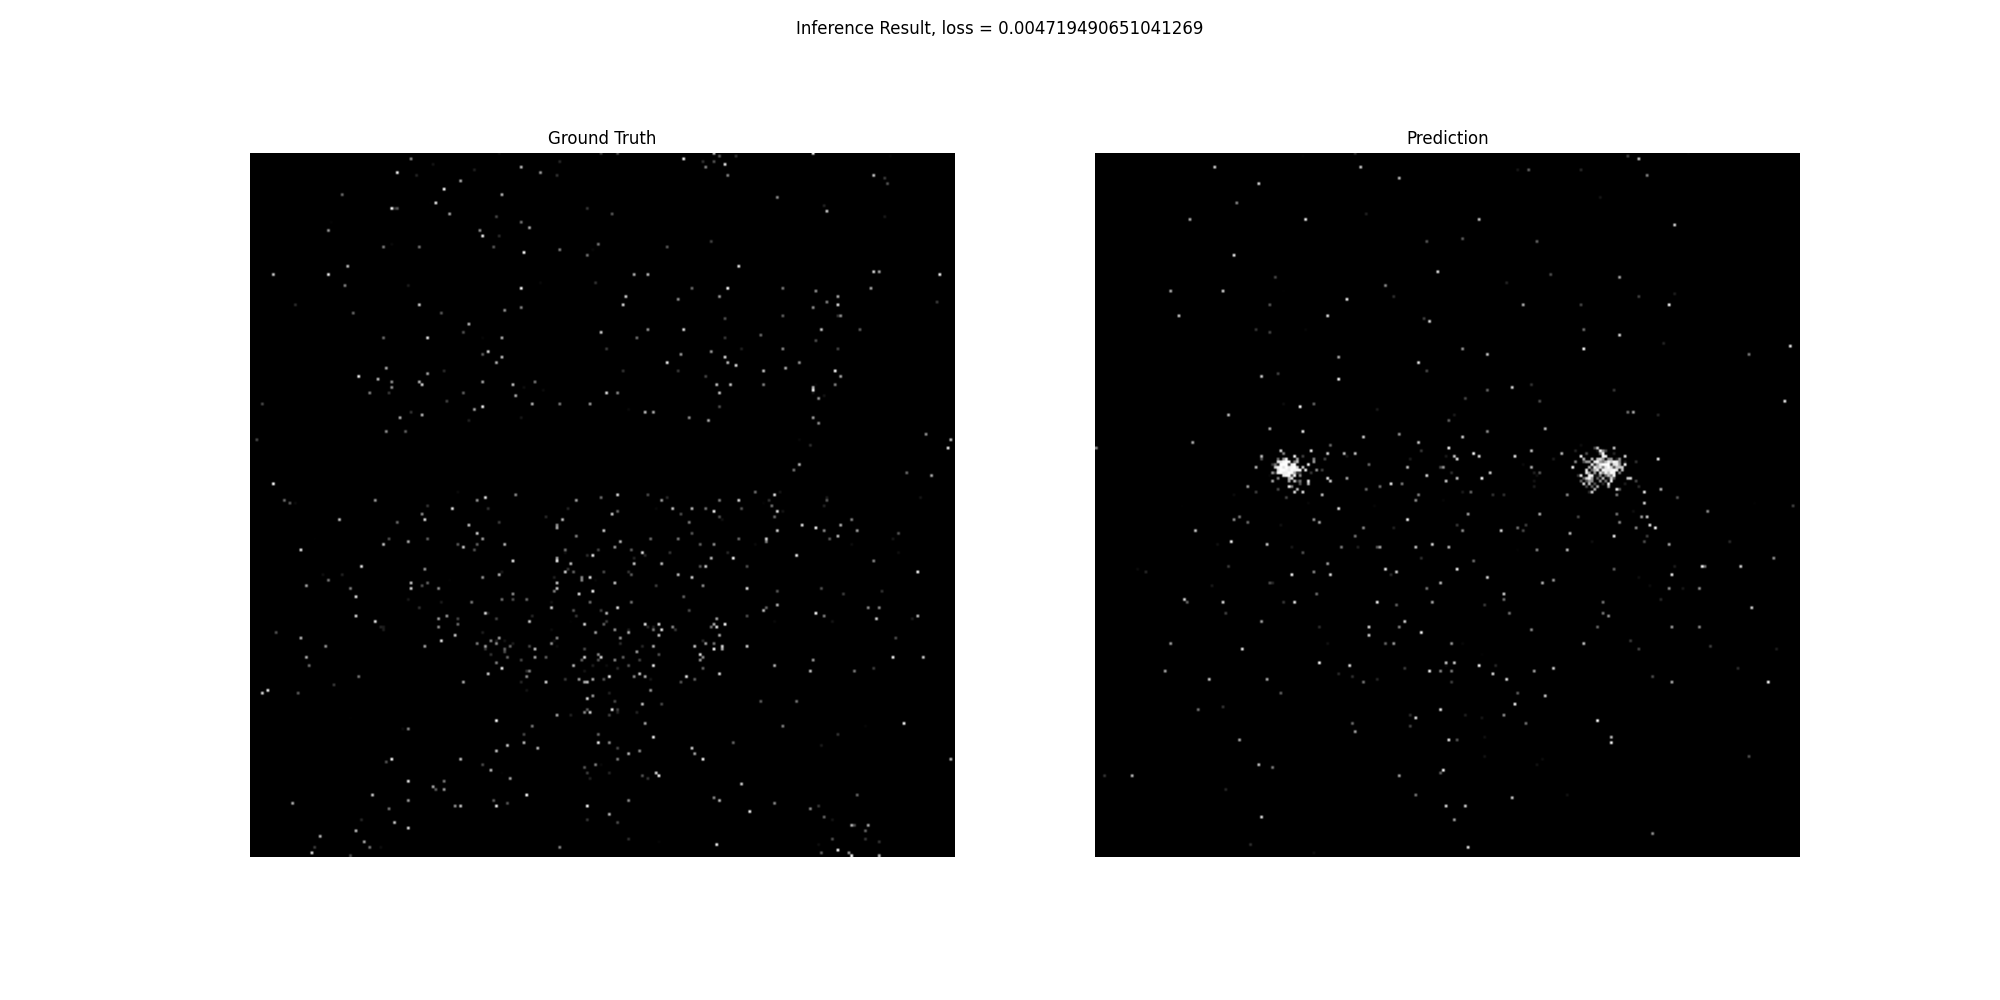 Inference Result, loss = 0.004719490651041269
Ground Truth
Prediction